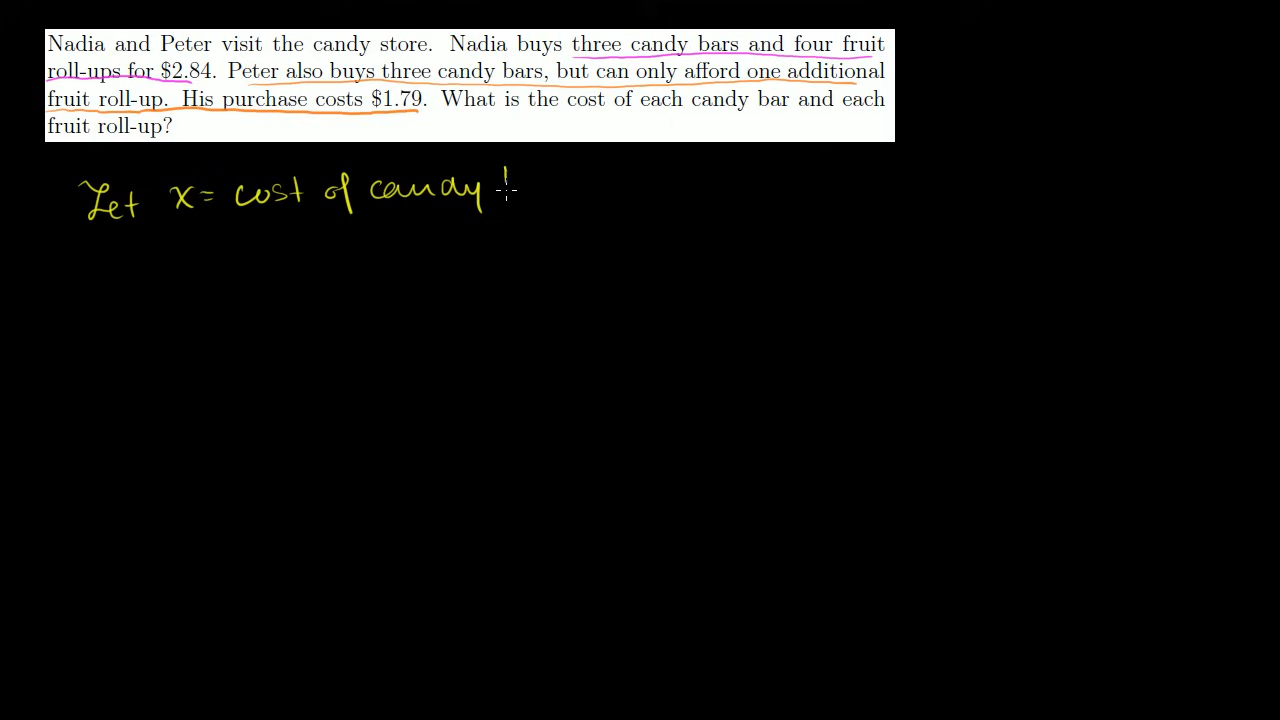 Nadia and Peter visit the candy store. Nadia buys three candy bars and four fruit
roll-ups for $2.84. Peter also buys three candy bars, but can only afford one additional
fruit roll-up. His purchase costs $1.79. What is the cost of each candy bar and each
fruit roll-up?
Let x = cost of candy